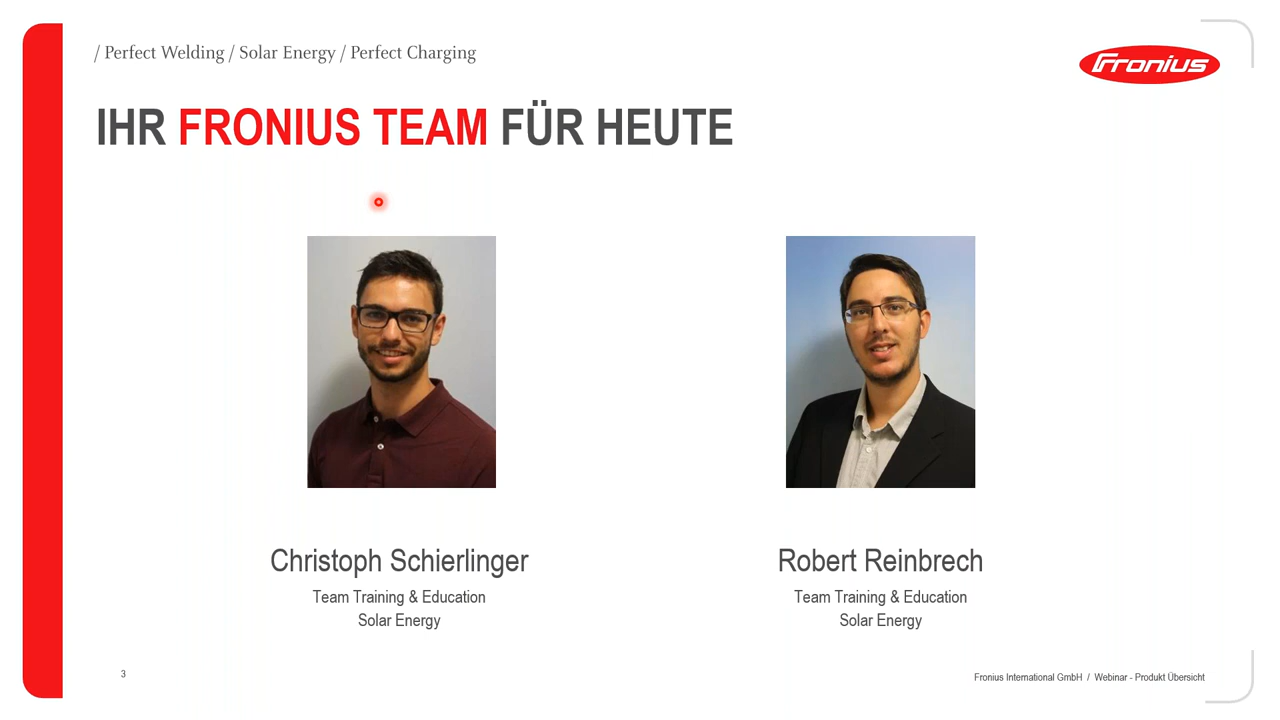 / Perfect Welding / Solar Energy / Perfect Charging
Fronius
IHR FRONIUS TEAM FÜR HEUTE
Christoph Schierlinger
Team Training & Education
Solar Energy
Robert Reinbrech
Team Training & Education
Solar Energy
3
Fronius International GmbH / Webinar - Produkt Übersicht